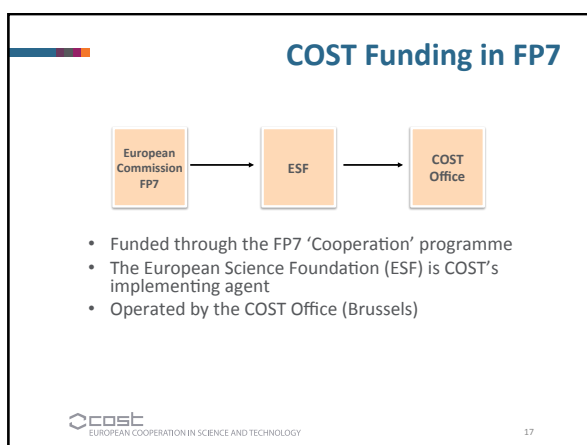 COST Funding in FP7
European
Commission
FP7
ESF
COST
Office
• Funded through the FP7 ‘Cooperation’ programme
• The European Science Foundation (ESF) is COST’s
implementing agent
• Operated by the COST Office (Brussels)
cost
EUROPEAN COOPERATION IN SCIENCE AND TECHNOLOGY
17